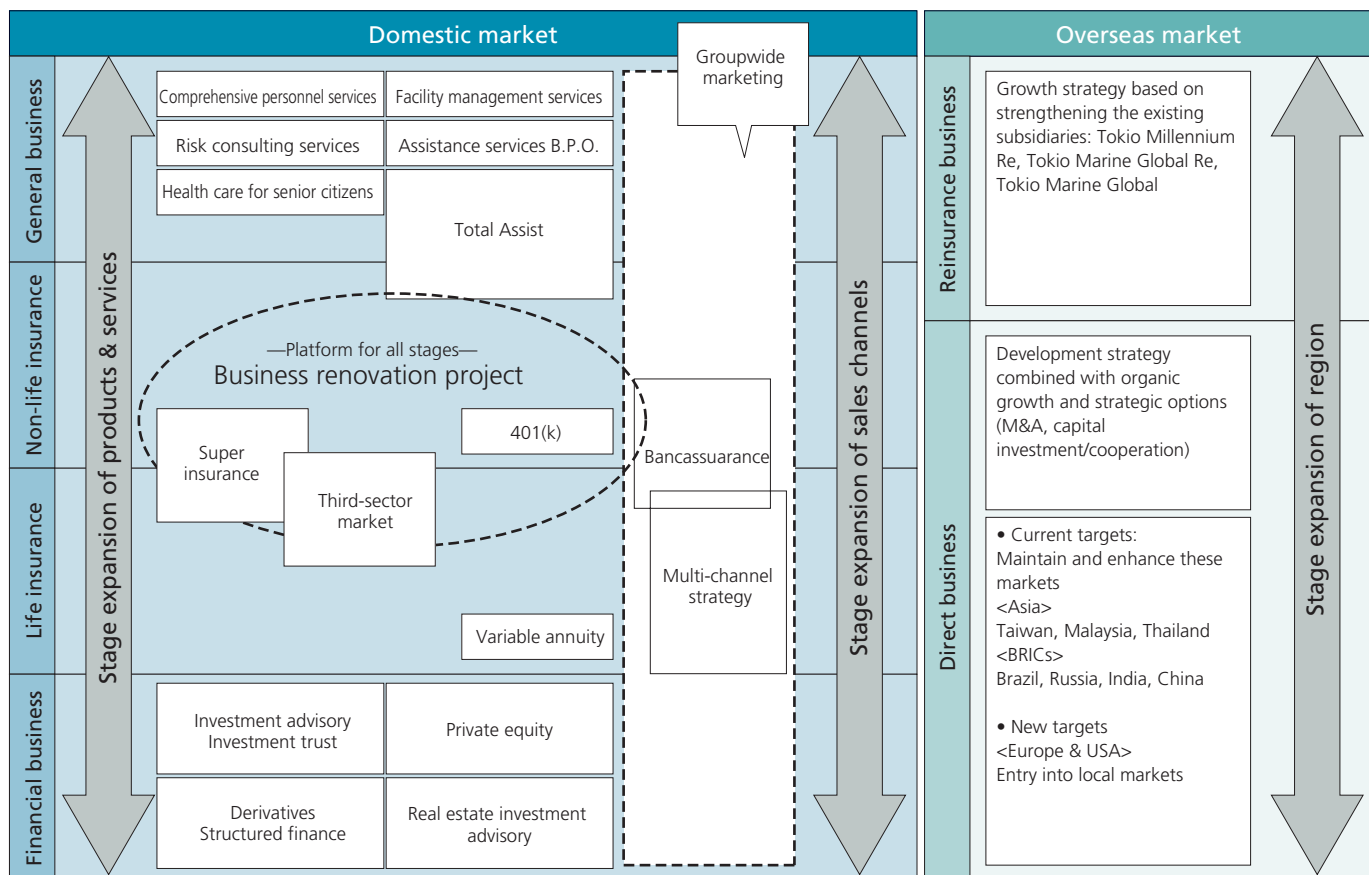 Domestic market
Groupwide
marketing
General business
Non-life insurance
Life insurance
Financial business
Stage expansion of products & services
Comprehensive personnel services
Facility management services
Risk consulting services
Assistance services B.P.O.
Health care for senior citizens
Total Assist
—Platform for all stages—
Business renovation project
Super
insurance
401(k)
Third-sector
market
Bancassuarance
Multi-channel
strategy
Variable annuity
Investment advisory
Investment trust
Private equity
Derivatives
Structured finance
Real estate investment
advisory
Stage expansion of sales channels
Overseas market
Reinsurance business
Growth strategy based on
strengthening the existing
subsidiaries: Tokio Millennium
Re, Tokio Marine Global Re,
Tokio Marine Global
Direct business
Development strategy
combined with organic
growth and strategic options
(M&A, capital
investment/cooperation)
• Current targets:
Maintain and enhance these
markets
<Asia>
Taiwan, Malaysia, Thailand
<BRICs>
Brazil, Russia, India, China
• New targets
<Europe & USA>
Entry into local markets
Stage expansion of region